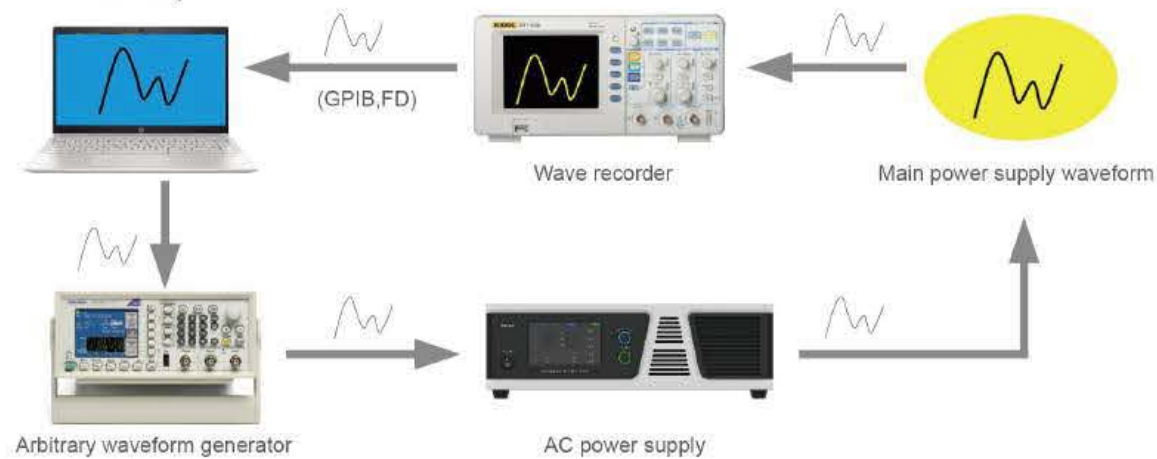 (GPIB,FD)
Wave recorder
Main power supply waveform
Arbitrary waveform generator
AC power supply